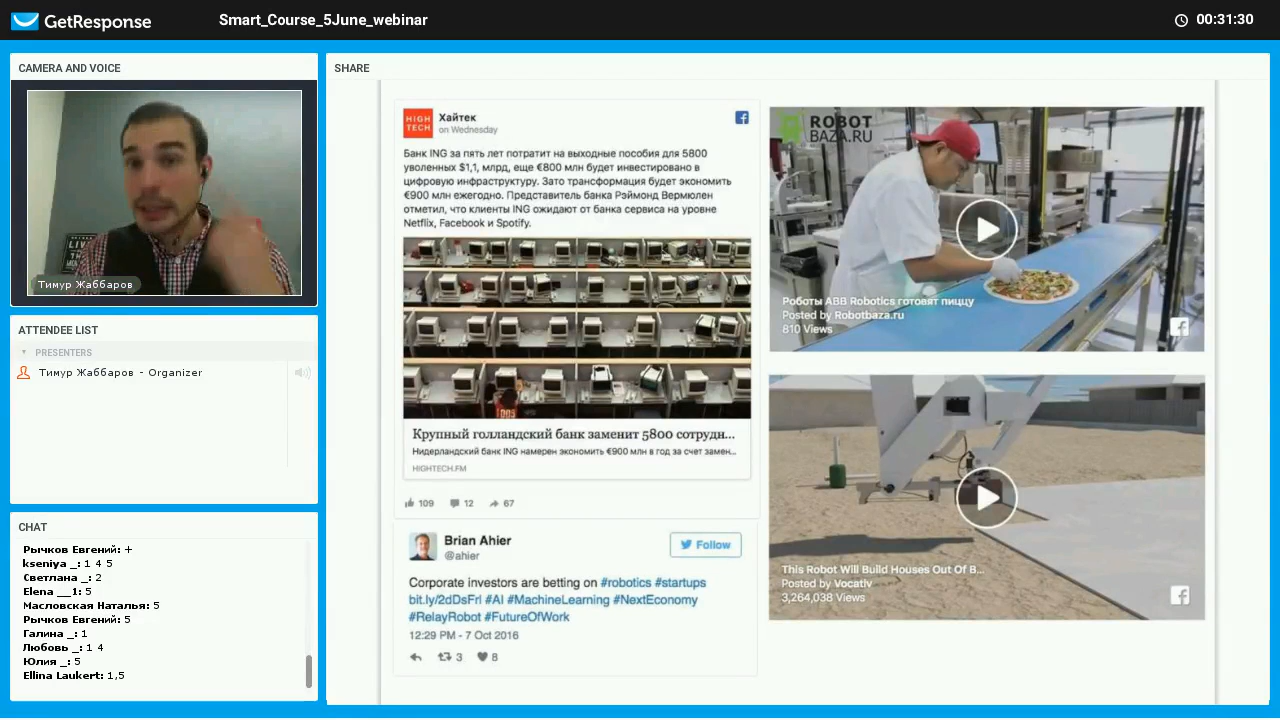 GetResponse
Smart_Course_5June_webinar
00:31:30
CAMERA AND VOICE
Тимур Жаббаров
ATTENDEE LIST
PRESENTERS
Тимур Жаббаров - Organizer
CHAT
Рычков Евгений: +
kseniya _: 1 4 5
Светлана _: 2
Elena __1: 5
Масловская Наталья: 5
Рычков Евгений: 5
Галина _: 1
Любовь _: 1 4
Юлия _: 5
Ellina Laukert: 1,5
SHARE
HIGH
TECH
Хайтек
on Wednesday
Банк ING за пять лет потратит на выходные пособия для 5800
уволенных $1,1, млрд, еще €800 млн будет инвестировано в
цифровую инфраструктуру. Зато трансформация будет экономить
€900 млн ежегодно. Представитель банка Рэймонд Вермюлен
отметил, что клиенты ING ожидают от банка сервиса на уровне
Netflix, Facebook и Spotify.
Крупный голландский банк заменит 5800 сотрудн...
Нидерландский банк ING намерен экономить €900 млн в год за счет замен...
HIGHTECH.FM
109 12 67
Brian Ahier
@ahier
Follow
Corporate investors are betting on #robotics #startups
bit.ly/2dDsFrl #AI #MachineLearning #NextEconomy
#RelayRobot #FutureOfWork
12:29 PM - 7 Oct 2016
3 8
ROBOT
BAZA.RU
Роботы ABB Robotics готовят пиццу
Posted by Robotbaza.ru
810 Views
This Robot Will Build Houses Out Of B...
Posted by Vocativ
3,264,038 Views